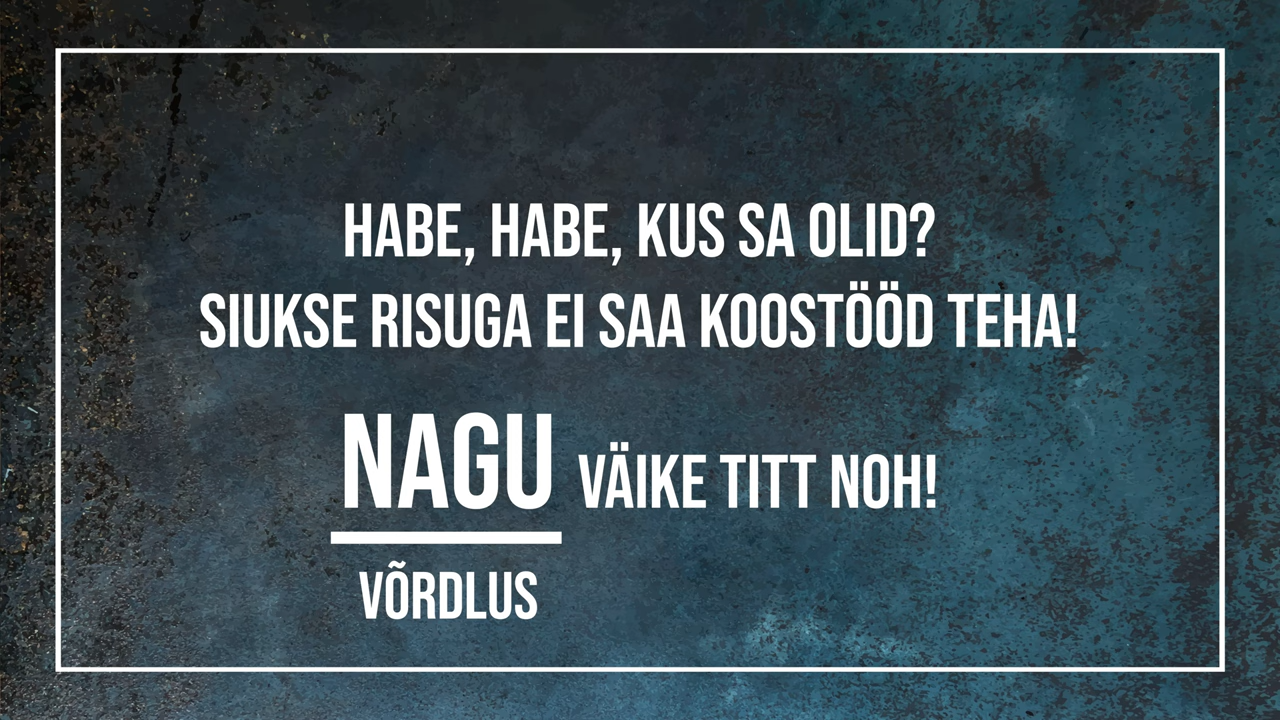 HABE, HABE, KUS SA OLID?
SIUKSE RISUGA EI SAA KOOSTÖÖD TEHA!
NAGU VÄIKE TITT NOH!
VÕRDLUS